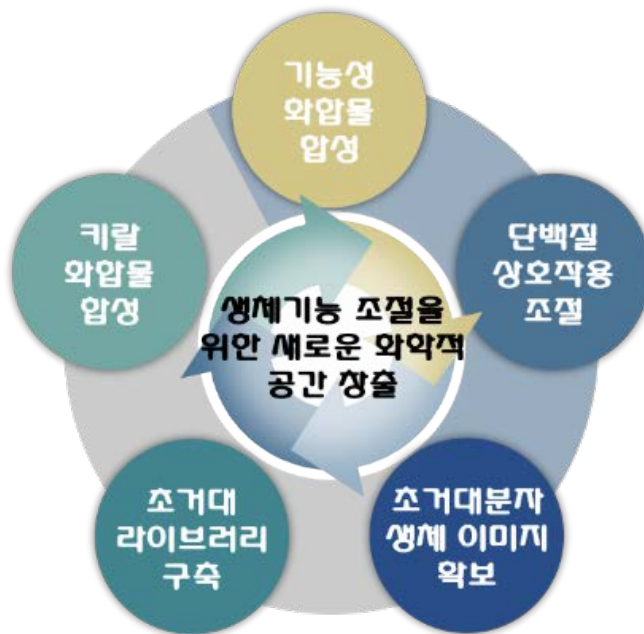 기능성
화합물
합성
단백질
상호작용
조절
초거대분자
생체 이미지
확보
초거대
라이브러리
구축
키랄
화합물
합성
생체기능 조절을
위한 새로운 화학적
공간 창출